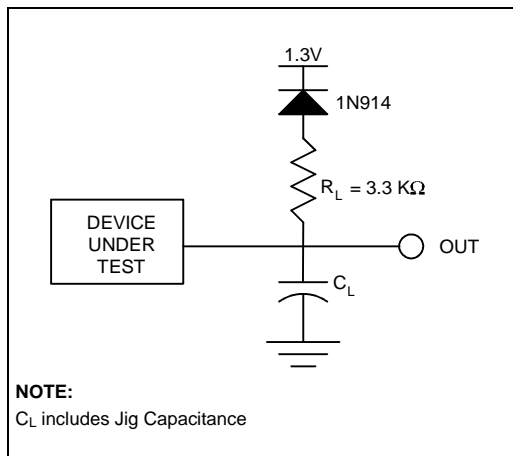 1.3V
1N914
R_L = 3.3 KΩ
DEVICE
UNDER
TEST
OUT
C_L
NOTE:
C_L includes Jig Capacitance